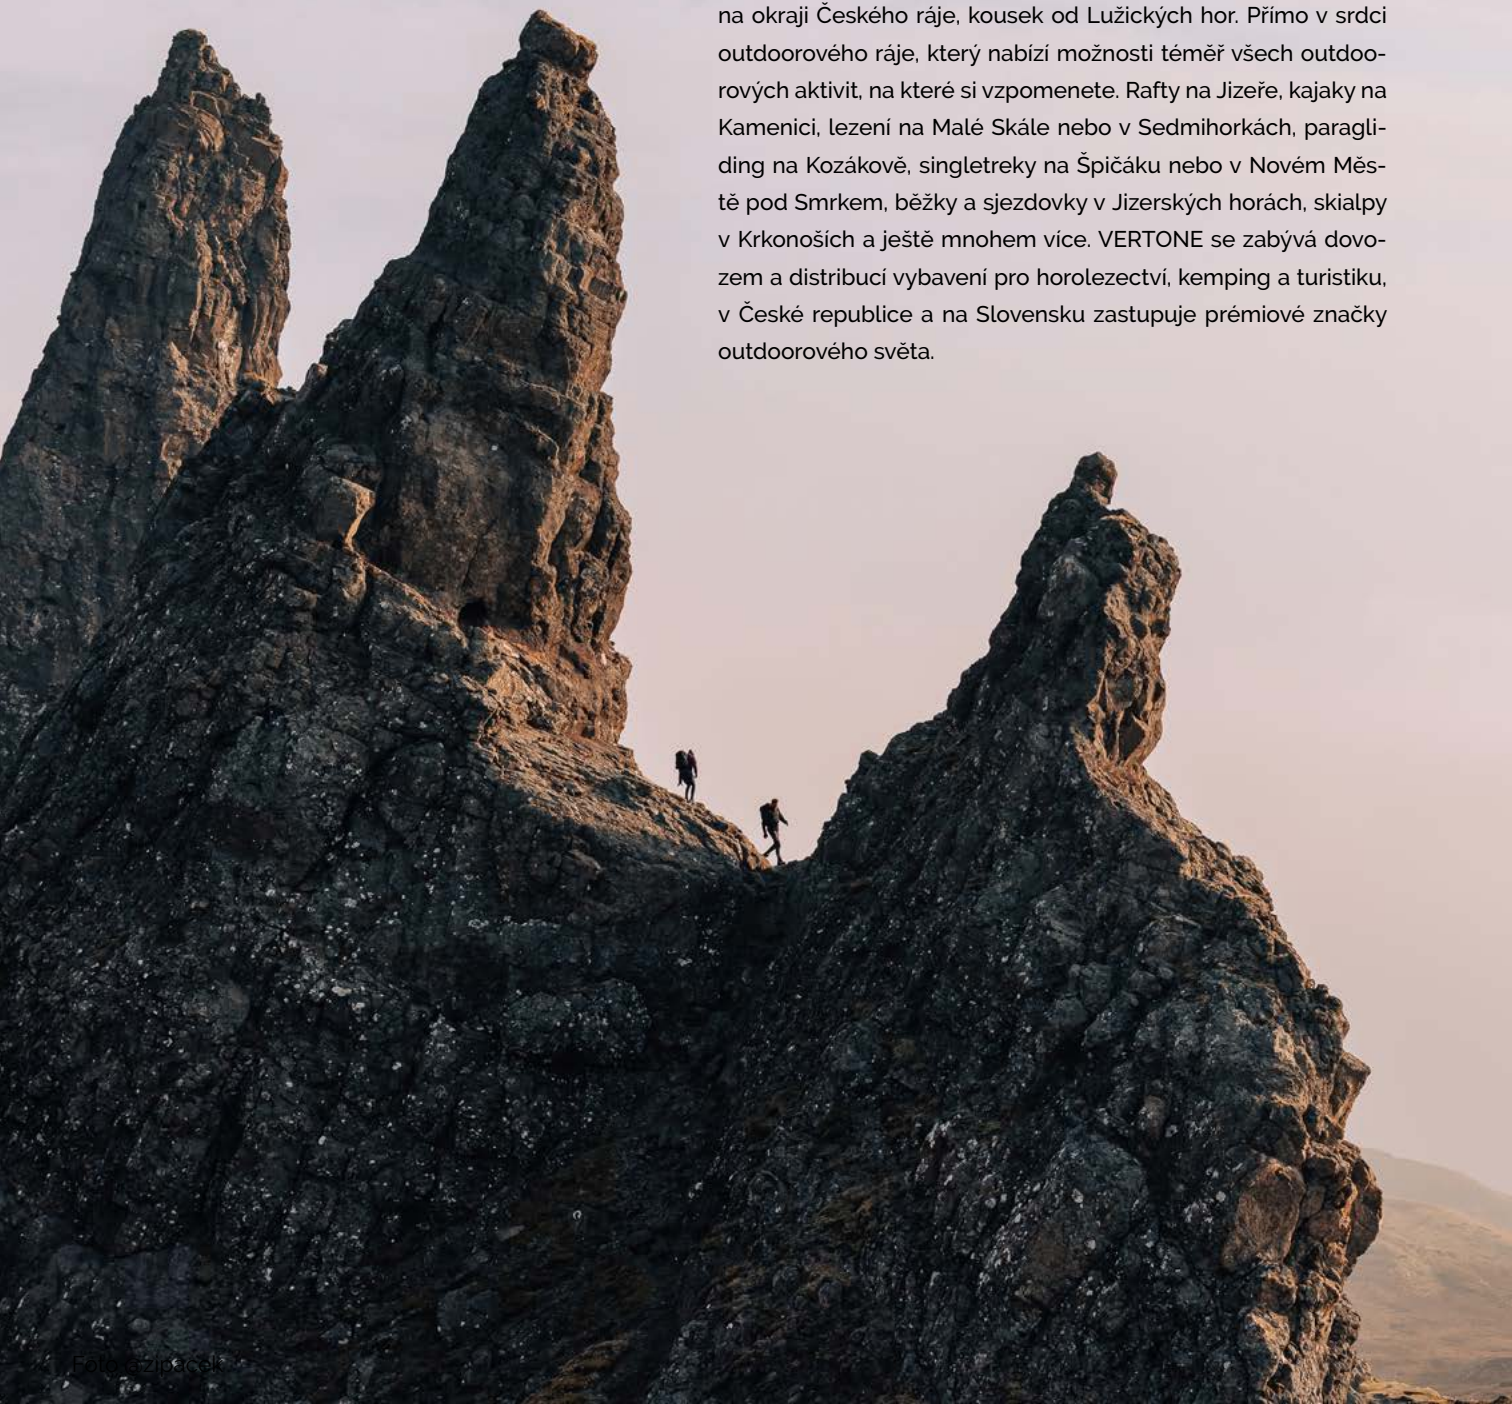 na okraji Českého ráje, kousek od Lužických hor. Přímo v srdci
outdoorového ráje, který nabízí možnosti téměř všech outdoo-
rových aktivit, na které si vzpomenete. Rafty na Jizeře, kajaky na
Kamenici, lezení na Malé Skále nebo v Sedmihorkách, paragli-
ding na Kozákově, singletreky na Špičáku nebo v Novém Měs-
tě pod Smrkem, běžky a sjezdovky v Jizerských horách, skialpy
v Krkonoších a ještě mnohem více. VERTONE se zabývá dovo-
zem a distribucí vybavení pro horolezectví, kemping a turistiku,
v České republice a na Slovensku zastupuje prémiové značky
outdoorového světa.
Foto